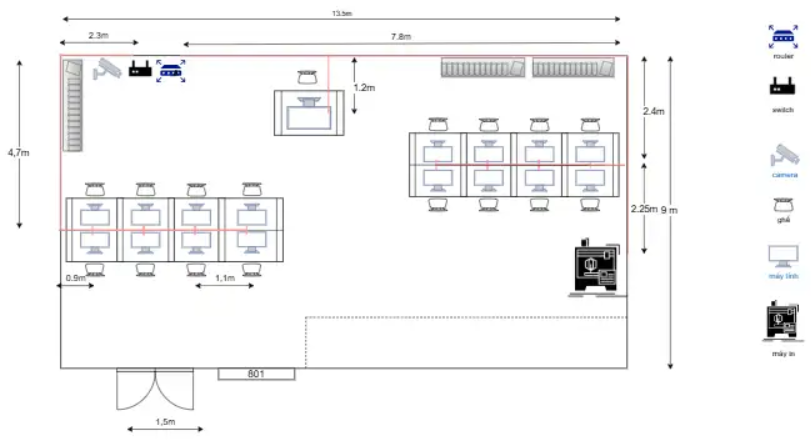 13.5m
2.3m
7.8m
router
1.2m
2.4m
switch
4,7m
camera
2.25m
9 m
ghế
0.9m
1.1m
máy tính
máy in
801
1,5m